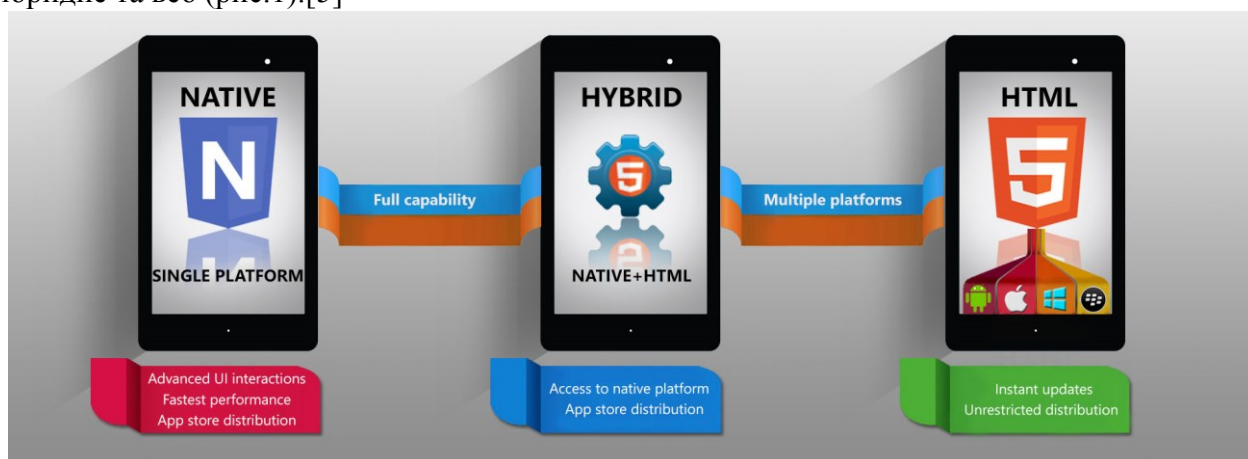 та веб (рис.1).[5]
NATIVE
N
SINGLE PLATFORM
Full capability
HYBRID
5
NATIVE+HTML
Multiple platforms
HTML
5
Advanced UI interactions
Fastest performance
App store distribution
Access to native platform
App store distribution
Instant updates
Unrestricted distribution